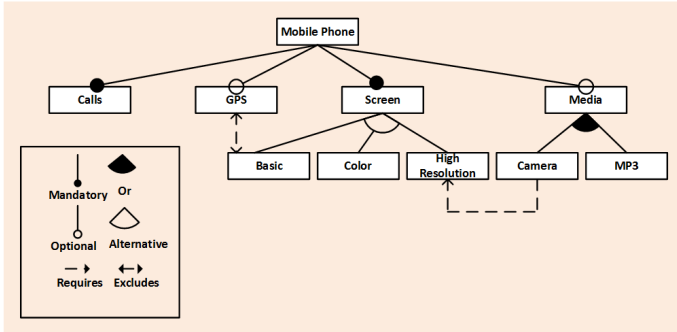 Mobile Phone
Calls
GPS
Screen
Media
Basic
Color
High
Resolution
Camera
MP3
Mandatory
Or
Optional
Alternative
Requires
Excludes